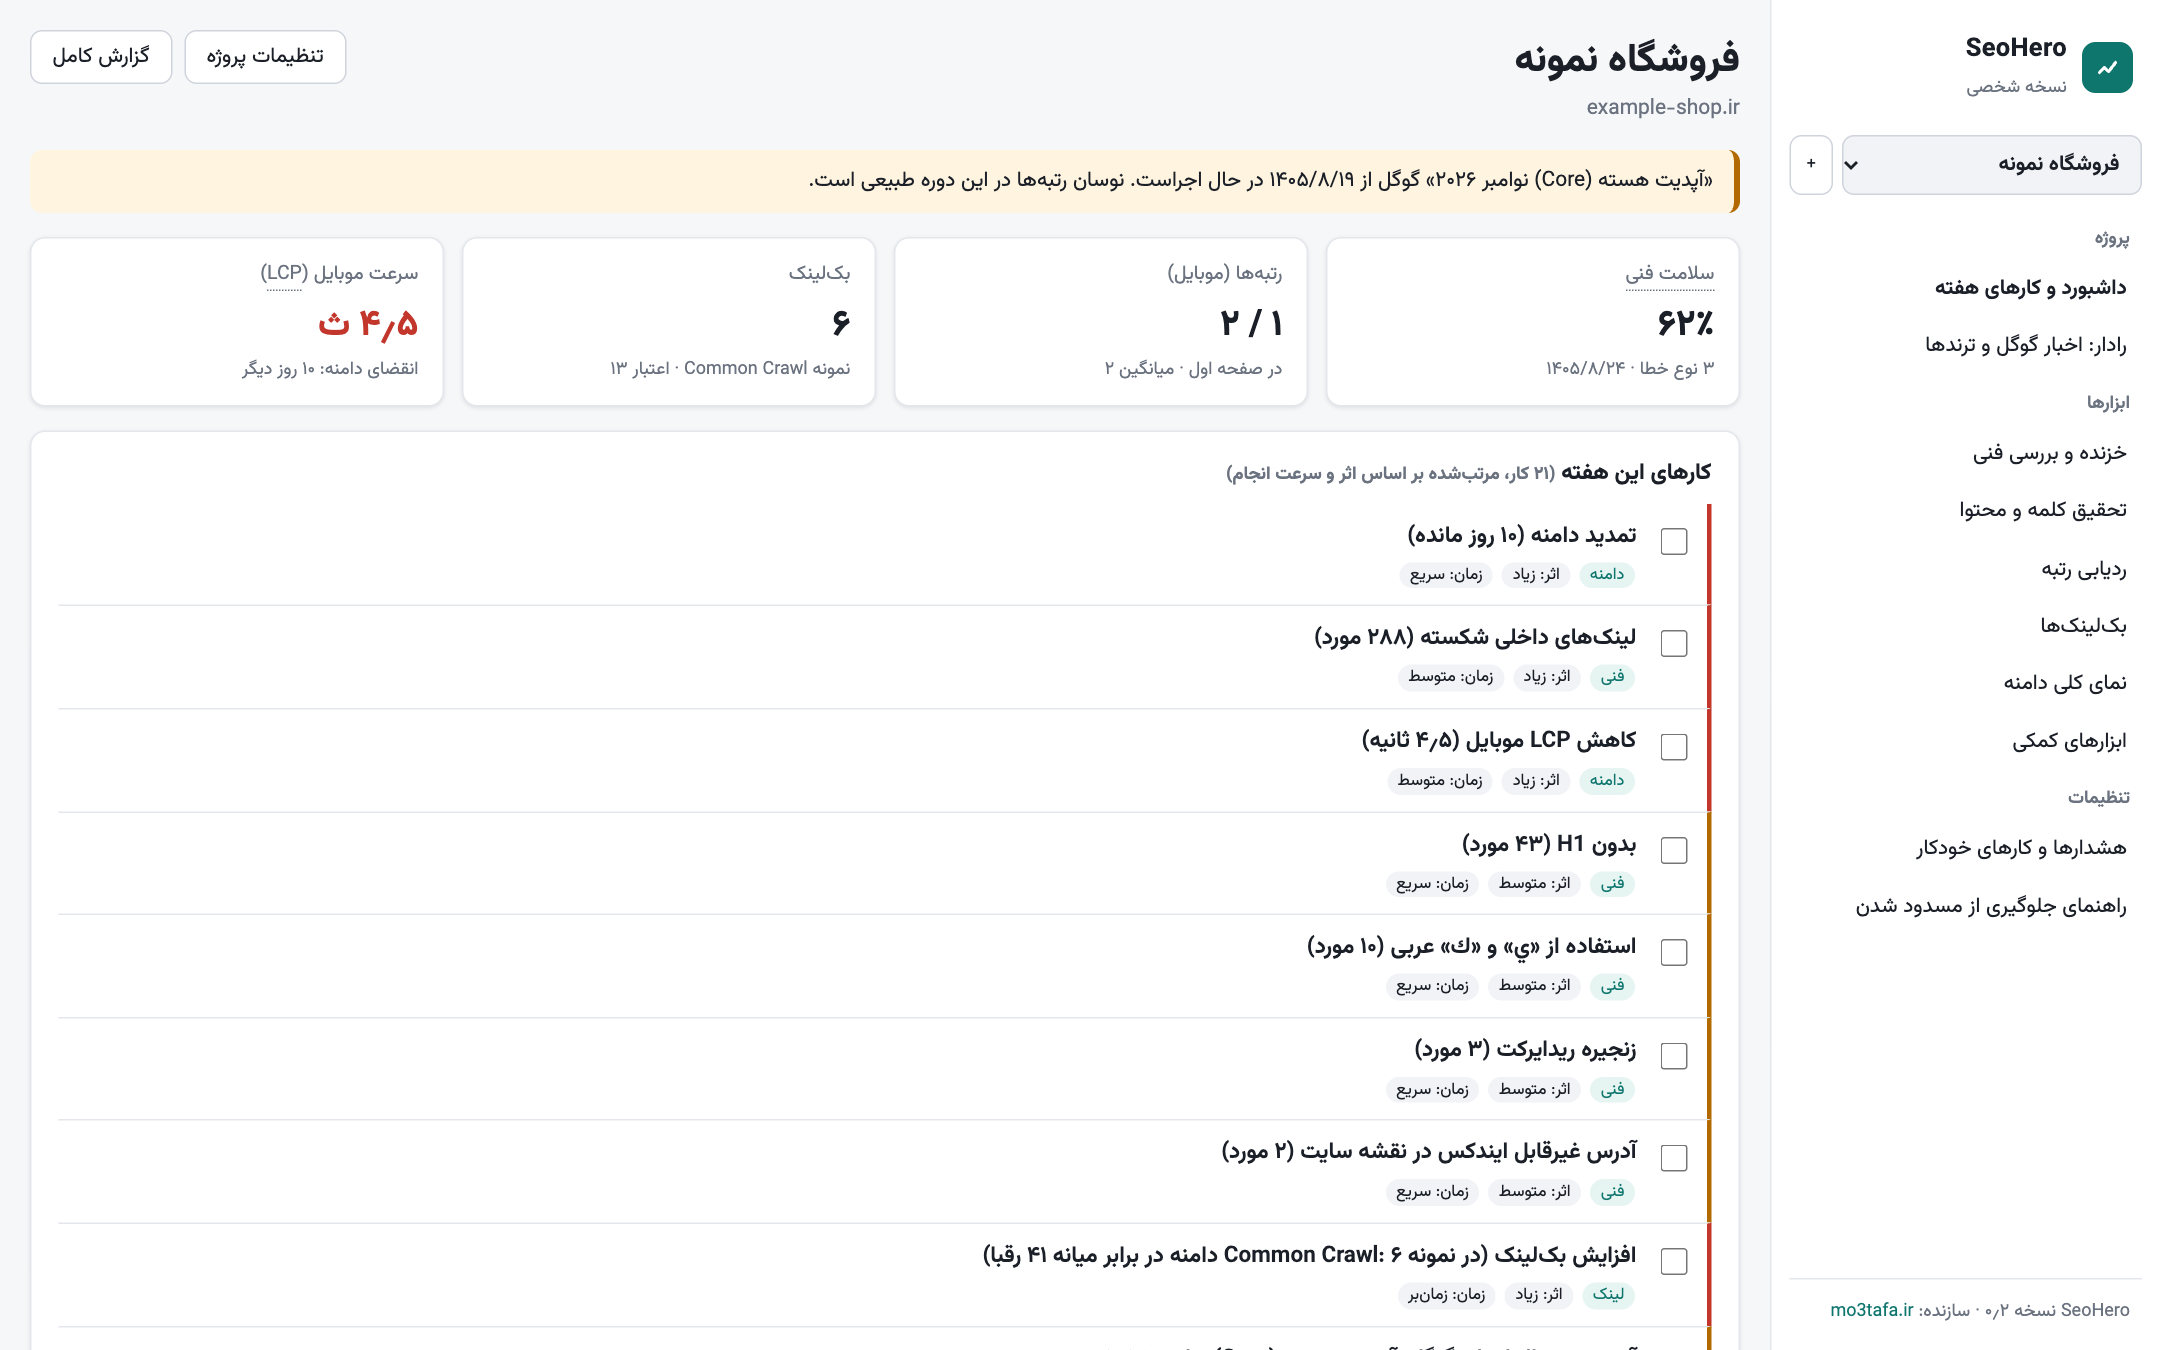 SeoHero
نسخه شخصی
فروشگاه نمونه
+
پروژه
داشبورد و کارهای هفته
رادار: اخبار گوگل و ترندها
ابزارها
خزنده و بررسی فنی
تحقیق کلمه و محتوا
ردیابی رتبه
بک‌لینک‌ها
نمای کلی دامنه
ابزارهای کمکی
تنظیمات
هشدارها و کارهای خودکار
راهنمای جلوگیری از مسدود شدن
SeoHero نسخه ۰٫۲ · سازنده: mo3tafa.ir
فروشگاه نمونه
example-shop.ir
تنظیمات پروژه
گزارش کامل
«آپدیت هسته (Core) نوامبر ۲۰۲۶» گوگل از ۱۴۰۵/۸/۱۹ در حال اجراست. نوسان رتبه‌ها در این دوره طبیعی است.
سلامت فنی
۶۲٪
۳ نوع خطا · ۱۴۰۵/۸/۲۴
رتبه‌ها (موبایل)
۱ / ۲
در صفحه اول · میانگین ۲
بک‌لینک
۶
نمونه Common Crawl · اعتبار ۱۳
سرعت موبایل (LCP)
۴٫۵ ث
انقضای دامنه: ۱۰ روز دیگر
کارهای این هفته (۲۱ کار، مرتب‌شده بر اساس اثر و سرعت انجام)
تمدید دامنه (۱۰ روز مانده)
دامنه اثر: زیاد زمان: سریع
لینک‌های داخلی شکسته (۲۸۸ مورد)
فنی اثر: زیاد زمان: متوسط
کاهش LCP موبایل (۴٫۵ ثانیه)
دامنه اثر: زیاد زمان: متوسط
بدون H1 (۴۳ مورد)
فنی اثر: متوسط زمان: سریع
استفاده از «ي» و «ك» عربی (۱۰ مورد)
فنی اثر: متوسط زمان: سریع
زنجیره ریدایرکت (۳ مورد)
فنی اثر: متوسط زمان: سریع
آدرس غیرقابل ایندکس در نقشه سایت (۲ مورد)
فنی اثر: متوسط زمان: سریع
افزایش بک‌لینک (در نمونه Common Crawl: ۶ دامنه در برابر میانه ۴۱ رقبا)
لینک اثر: زیاد زمان: زمان‌بر